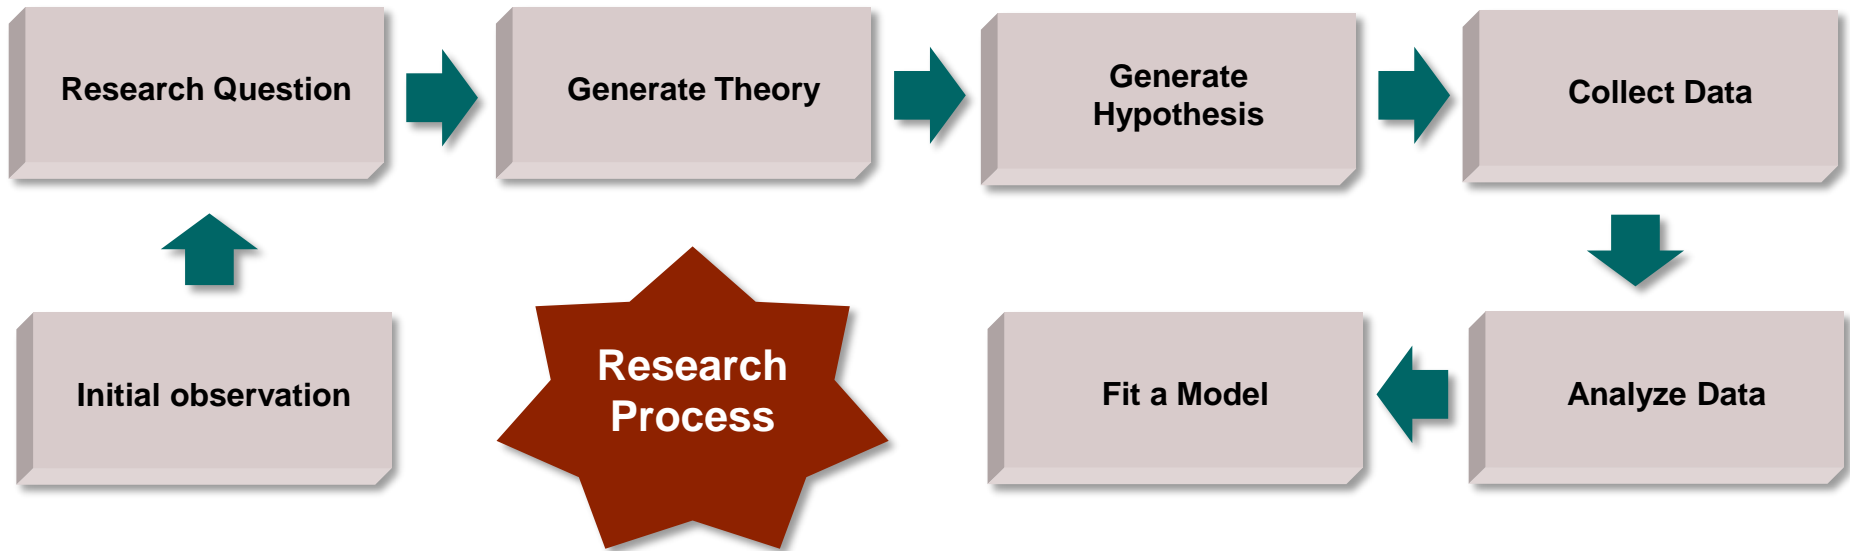 Research Question
Generate Theory
Generate
Hypothesis
Collect Data
Initial observation
Research
Process
Fit a Model
Analyze Data